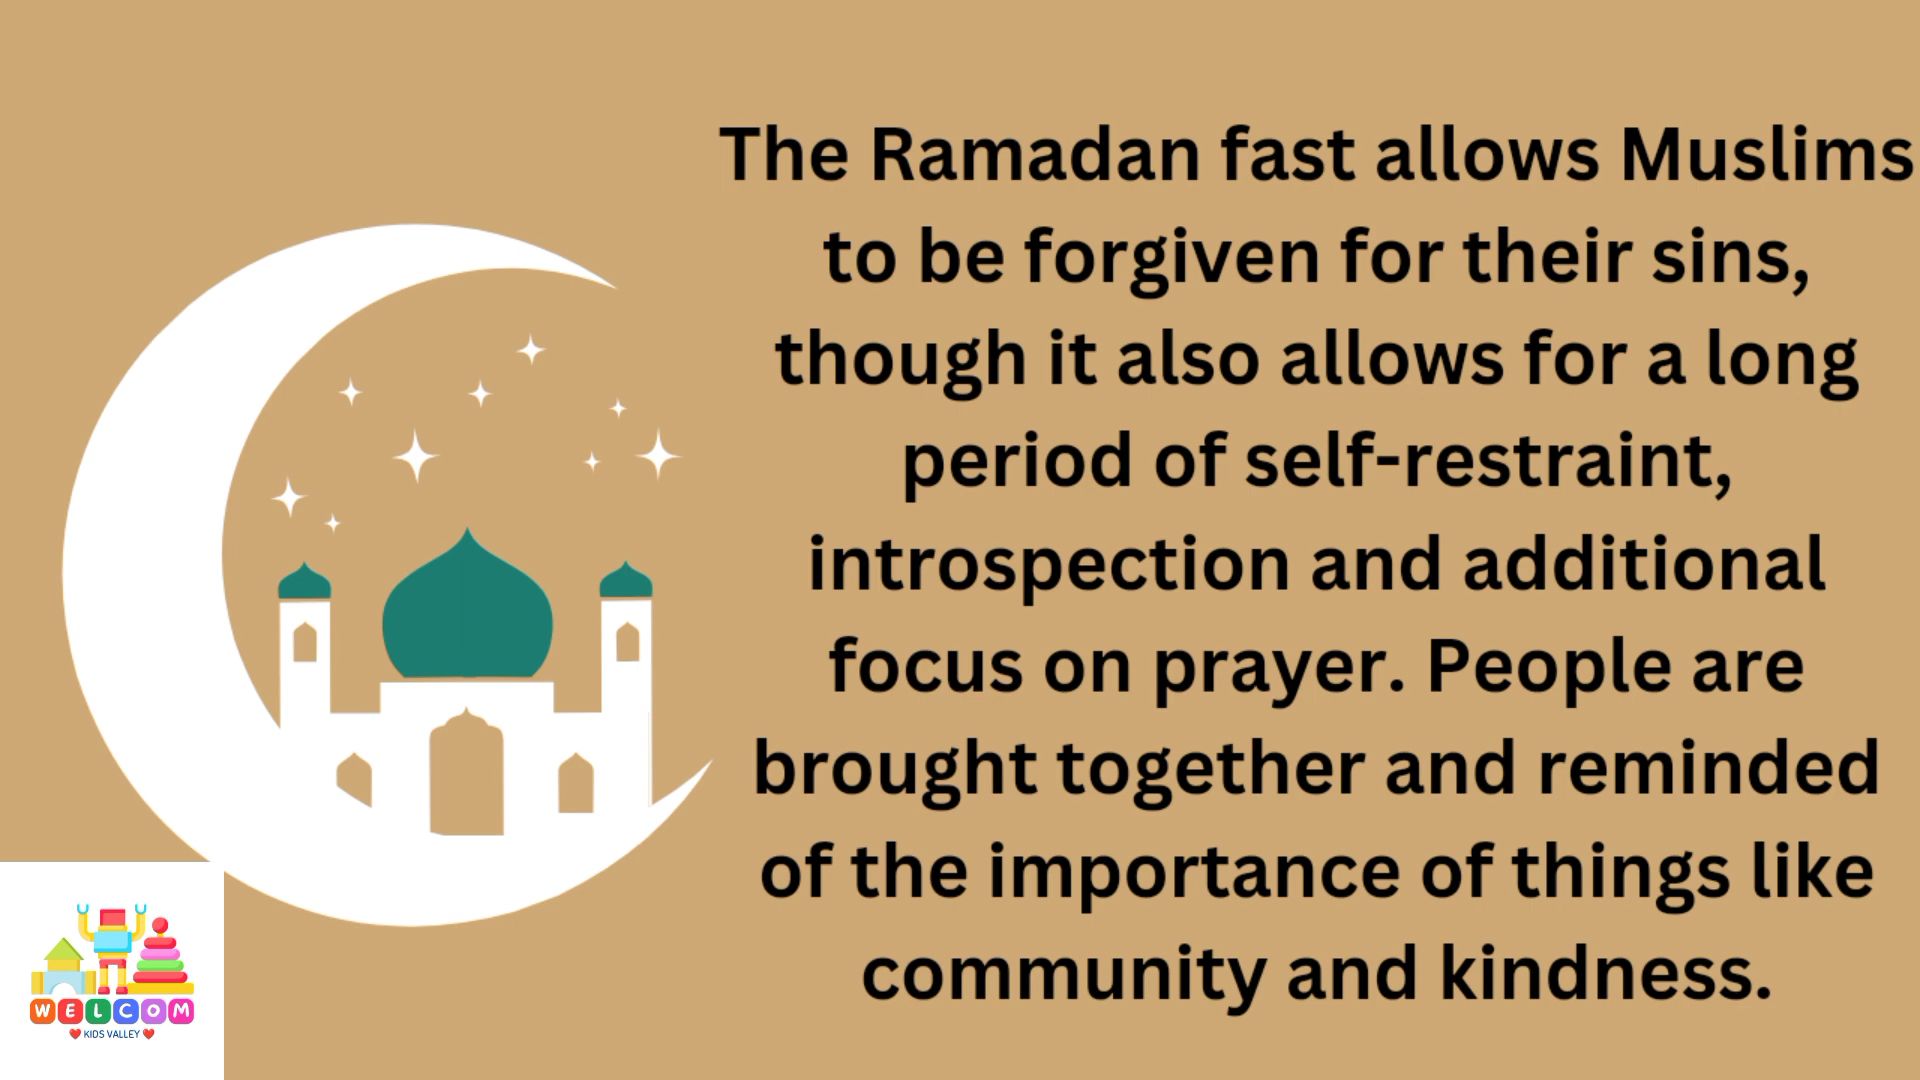 The Ramadan fast allows Muslims
to be forgiven for their sins,
though it also allows for a long
period of self-restraint,
introspection and additional
focus on prayer. People are
brought together and reminded
of the importance of things like
community and kindness.
WELCOM
❤️ KIDS VALLEY ❤️